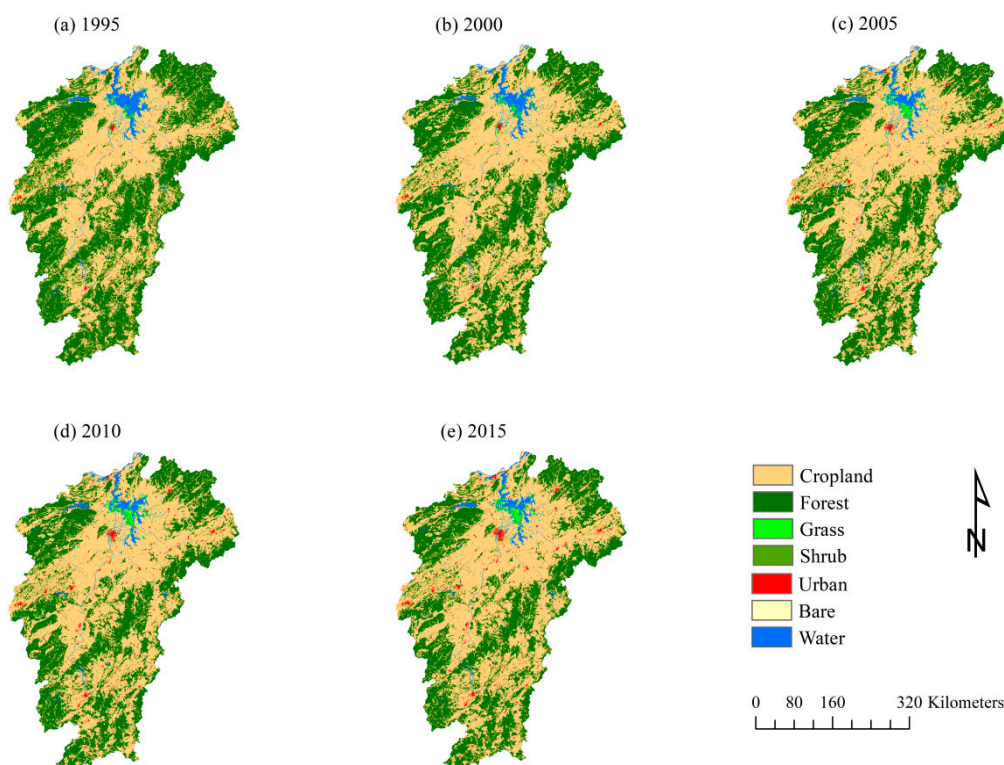 (a) 1995
(b) 2000
(c) 2005
(d) 2010
(e) 2015
Cropland
Forest
Grass
Shrub
Urban
Bare
Water
N
0 80 160 320 Kilometers